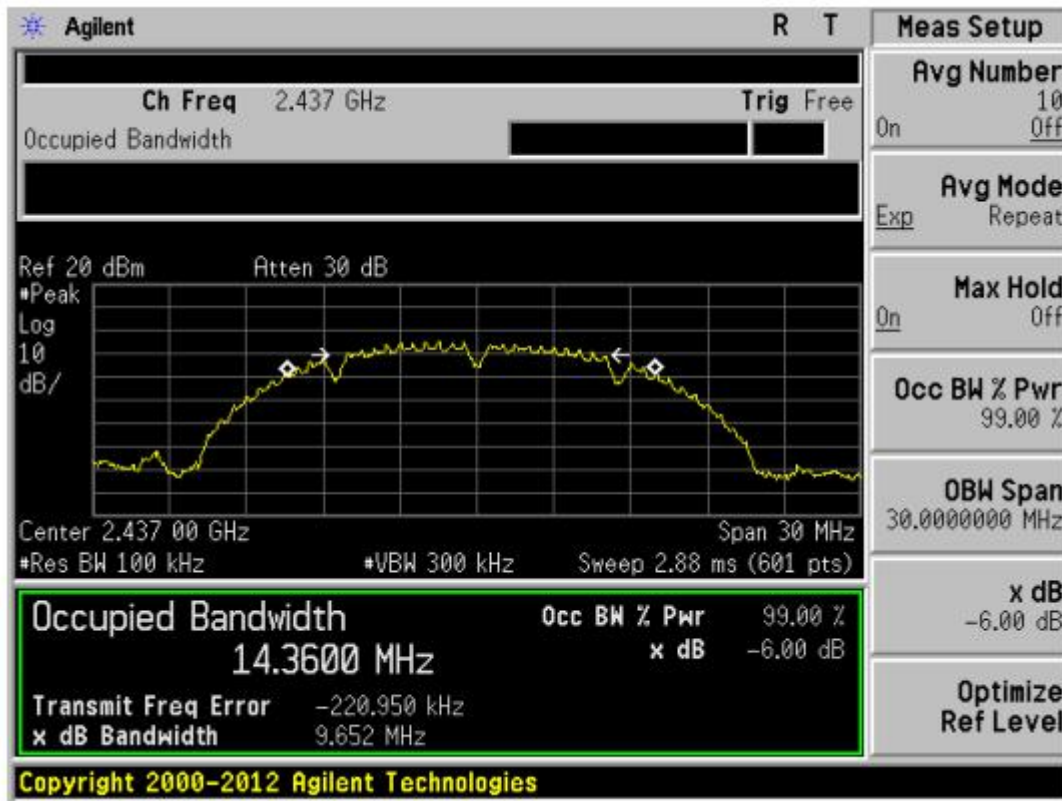 Agilent R T
Ch Freq 2.437 GHz Trig Free
Occupied Bandwidth
Ref 20 dBm Atten 30 dB
#Peak
Log
10
dB/
Center 2.437 00 GHz Span 30 MHz
#Res BW 100 kHz #VBW 300 kHz Sweep 2.88 ms (601 pts)
Occupied Bandwidth Occ BW % Pwr 99.00 %
14.3600 MHz x dB -6.00 dB
Transmit Freq Error -220.950 kHz
x dB Bandwidth 9.652 MHz
Copyright 2000-2012 Agilent Technologies
Meas Setup
Avg Number
10
On Off
Avg Mode
Exp Repeat
Max Hold
On Off
Occ BW % Pwr
99.00 %
OBW Span
30.0000000 MHz
x dB
-6.00 dB
Optimize
Ref Level